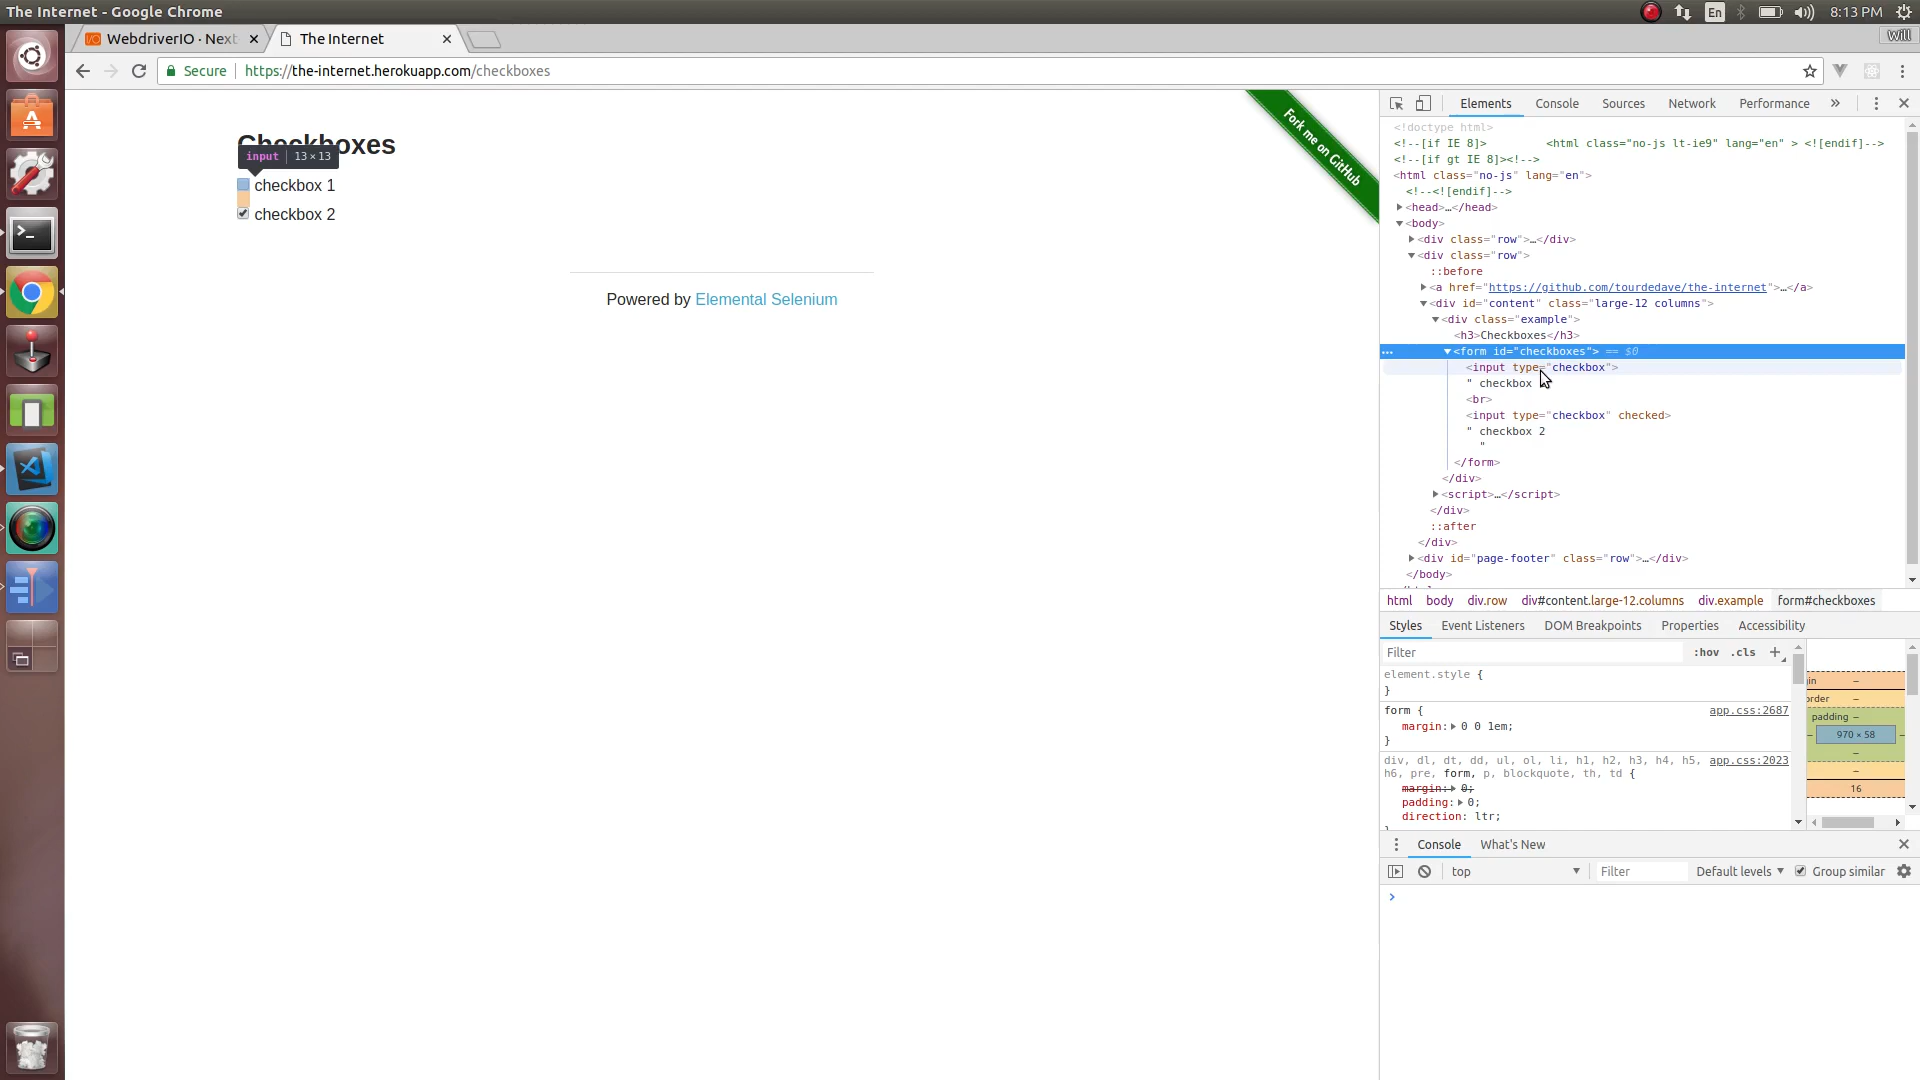 The Internet - Google Chrome
En
8:13 PM
WebdriverIO · Next
The Internet
Will
Secure
https://the-internet.herokuapp.com/checkboxes
Checkboxes
input 13×13
checkbox 1
checkbox 2
Powered by Elemental Selenium
Fork me on GitHub
Elements Console Sources Network Performance »
<!doctype html>
<!--[if IE 8]> <html class="no-js lt-ie9" lang="en" > <![endif]-->
<!--[if gt IE 8]><!-->
<html class="no-js" lang="en">
<!--<![endif]-->
<head>…</head>
<body>
<div class="row">…</div>
<div class="row">
::before
<a href="https://github.com/tourdedave/the-internet">…</a>
<div id="content" class="large-12 columns">
<div class="example">
<h3>Checkboxes</h3>
<form id="checkboxes"> == $0
<input type="checkbox">
" checkbox
<br>
<input type="checkbox" checked>
" checkbox 2
"
</form>
</div>
<script>…</script>
</div>
::after
</div>
<div id="page-footer" class="row">…</div>
</body>
html body div.row div#content.large-12.columns div.example form#checkboxes
Styles Event Listeners DOM Breakpoints Properties Accessibility
Filter :hov .cls +
element.style {
}
form { app.css:2687
margin: 0 0 1em;
}
div, dl, dt, dd, ul, ol, li, h1, h2, h3, h4, h5, app.css:2023
h6, pre, form, p, blockquote, th, td {
margin: 0;
padding: 0;
direction: ltr;
}
in –
order –
padding –
– 970 × 58 –
–
–
16
Console What's New
top Filter Default levels Group similar